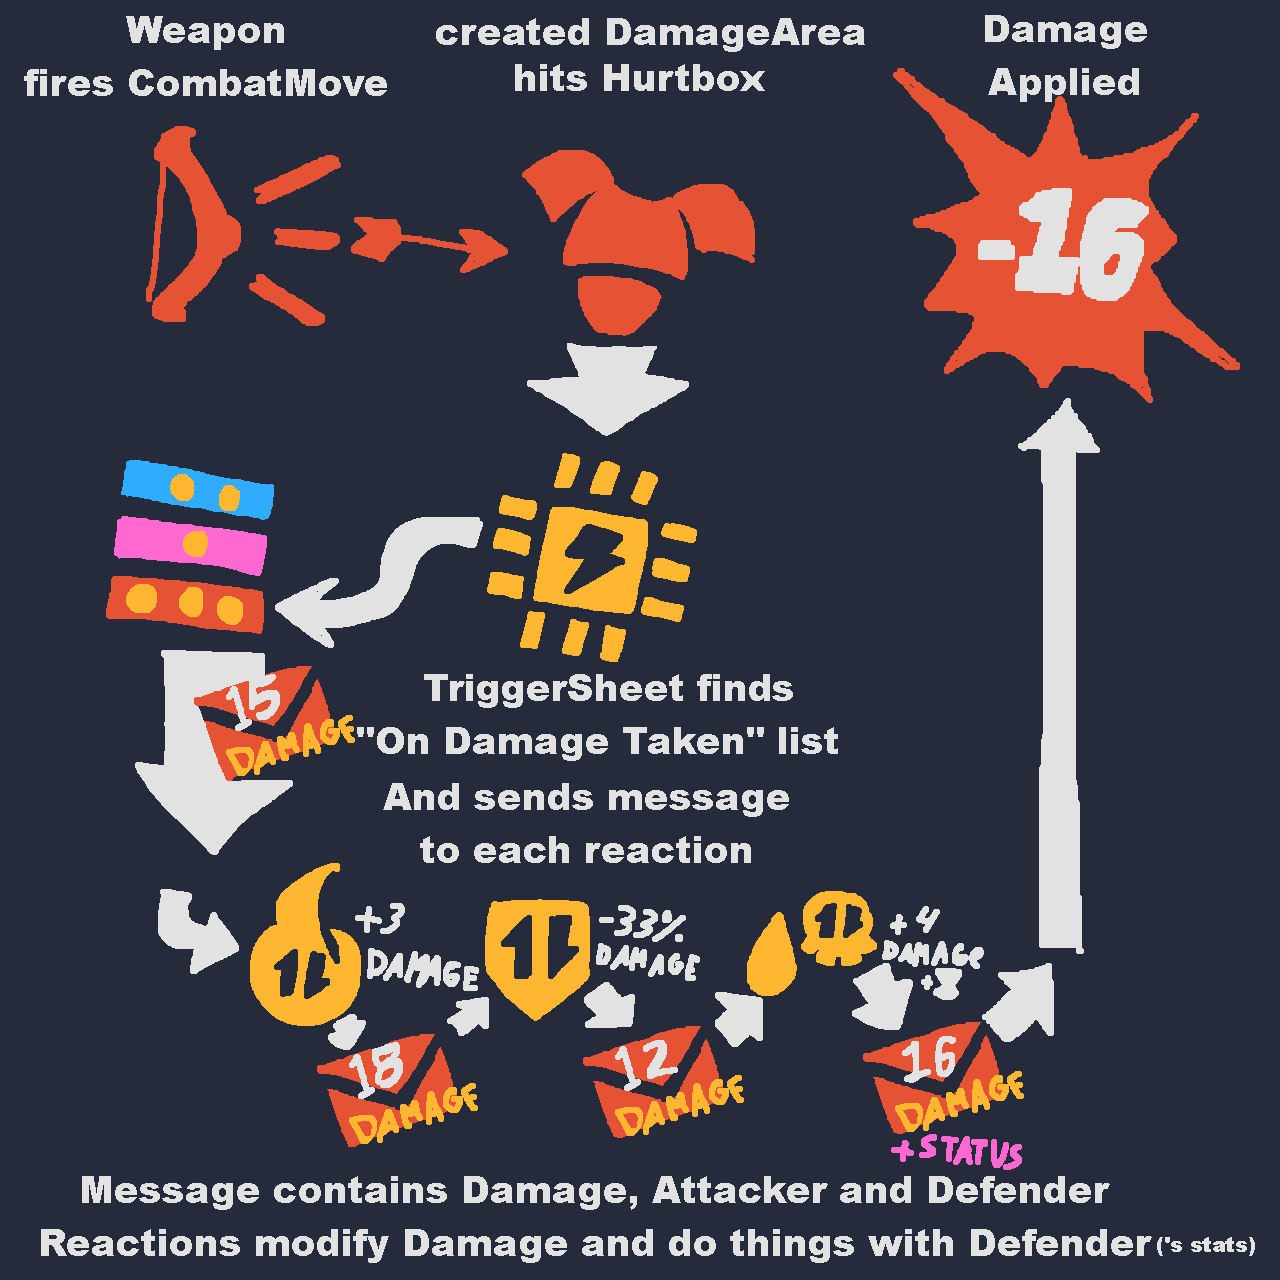 Weapon
fires CombatMove
created DamageArea
hits Hurtbox
Damage
Applied
-16
15
DAMAGE
TriggerSheet finds
"On Damage Taken" list
And sends message
to each reaction
+3
DAMAGE
-33%
DAMAGE
+4
DAMAGE
+
18
DAMAGE
12
DAMAGE
16
DAMAGE
+STATUS
Message contains Damage, Attacker and Defender
Reactions modify Damage and do things with Defender ('s stats)